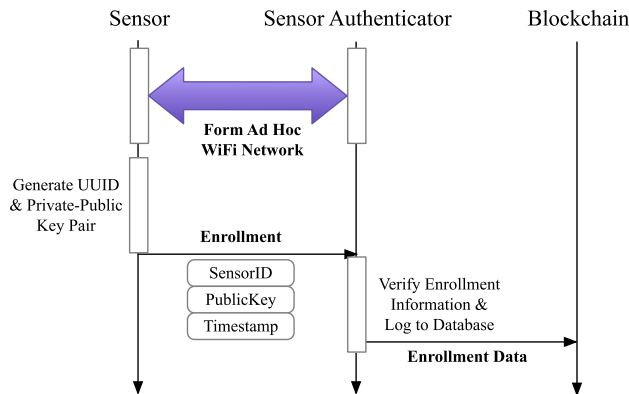 Sensor
Sensor Authenticator
Blockchain
Form Ad Hoc
WiFi Network
Generate UUID
& Private-Public
Key Pair
Enrollment
SensorID
PublicKey
Timestamp
Verify Enrollment
Information &
Log to Database
Enrollment Data